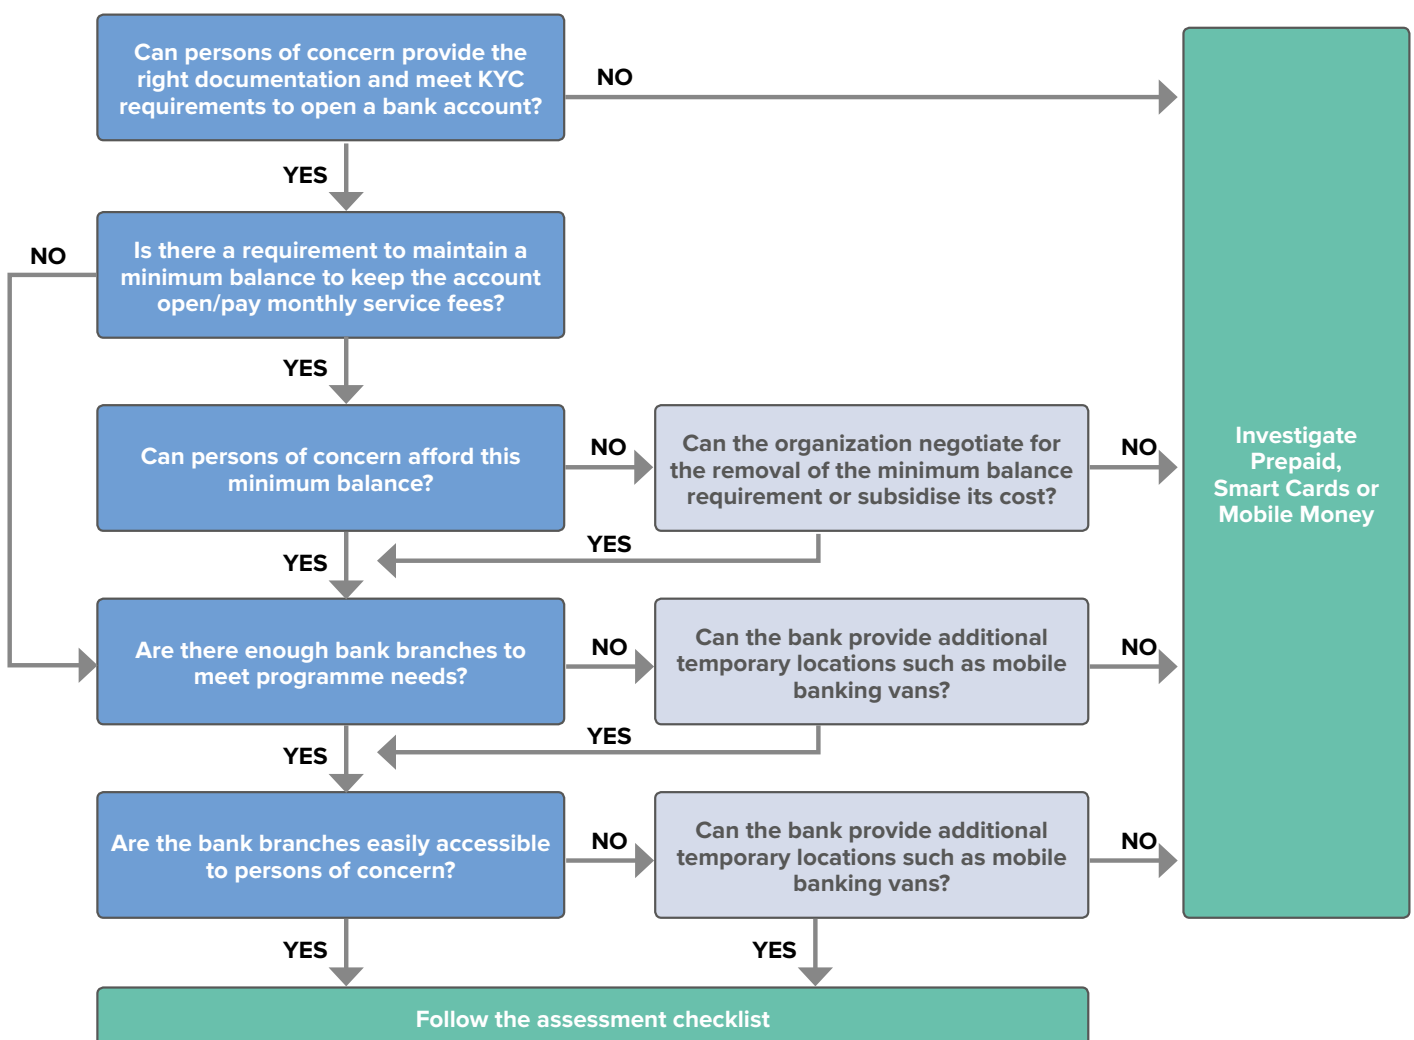 Can persons of concern provide the
right documentation and meet KYC
requirements to open a bank account?
NO
YES
Is there a requirement to maintain a
minimum balance to keep the account
open/pay monthly service fees?
NO
YES
Can persons of concern afford this
minimum balance?
NO
Can the organization negotiate for
the removal of the minimum balance
requirement or subsidise its cost?
NO
Investigate
Prepaid,
Smart Cards or
Mobile Money
YES
YES
Are there enough bank branches to
meet programme needs?
NO
Can the bank provide additional
temporary locations such as mobile
banking vans?
NO
YES
YES
Are the bank branches easily accessible
to persons of concern?
NO
Can the bank provide additional
temporary locations such as mobile
banking vans?
NO
YES
YES
Follow the assessment checklist